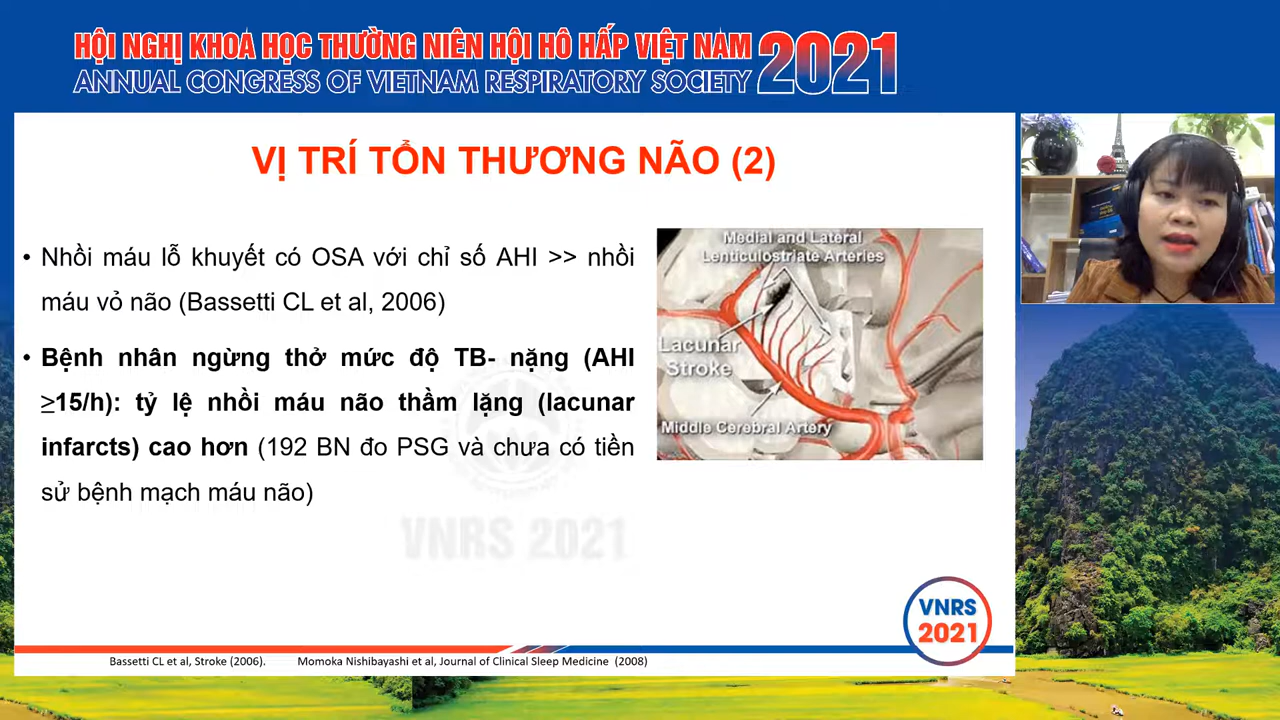 HỘI NGHỊ KHOA HỌC THƯỜNG NIÊN HỘI HÔ HẤP VIỆT NAM 2021
ANNUAL CONGRESS OF VIETNAM RESPIRATORY SOCIETY
VỊ TRÍ TỔN THƯƠNG NÃO (2)
• Nhồi máu lỗ khuyết có OSA với chỉ số AHI >> nhồi
máu vỏ não (Bassetti CL et al, 2006)
• Bệnh nhân ngừng thở mức độ TB- nặng (AHI
≥15/h): tỷ lệ nhồi máu não thầm lặng (lacunar
infarcts) cao hơn (192 BN đo PSG và chưa có tiền
sử bệnh mạch máu não)
Medial and Lateral
Lenticulostriate Arteries
Lacunar
Stroke
Middle Cerebral Artery
VNRS 2021
VNRS
2021
Bassetti CL et al, Stroke (2006). Momoka Nishibayashi et al, Journal of Clinical Sleep Medicine (2008)